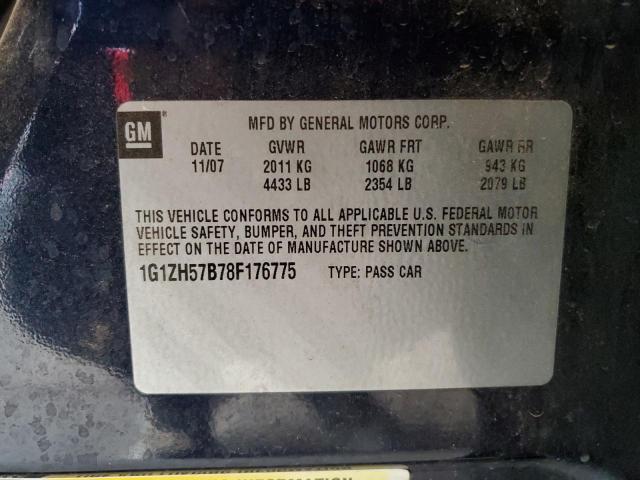 GM
MFD BY GENERAL MOTORS CORP.
DATE GVWR GAWR FRT GAWR RR
11/07 2011 KG 1068 KG 943 KG
4433 LB 2354 LB 2079 LB
THIS VEHICLE CONFORMS TO ALL APPLICABLE U.S. FEDERAL MOTOR
VEHICLE SAFETY, BUMPER, AND THEFT PREVENTION STANDARDS IN
EFFECT ON THE DATE OF MANUFACTURE SHOWN ABOVE.
1G1ZH57B78F176775 TYPE: PASS CAR
INFORMATION